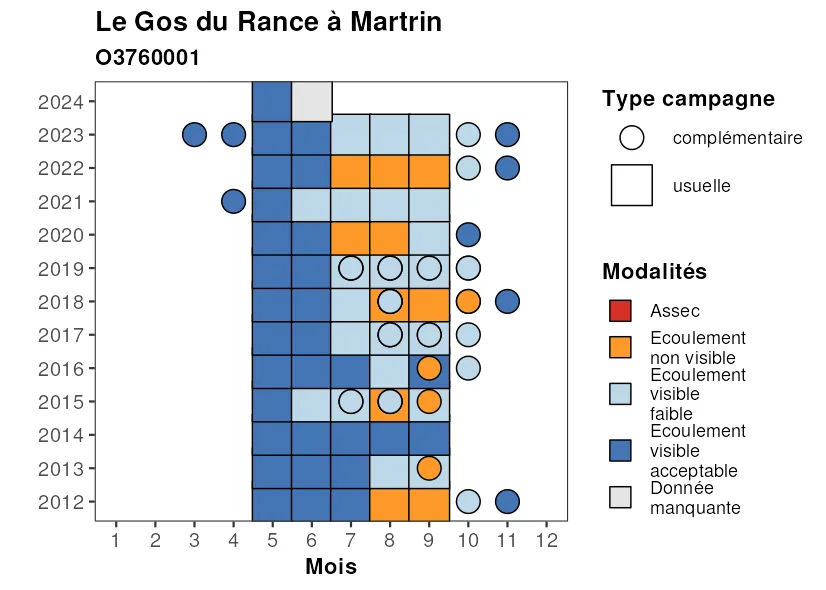 Le Gos du Rance à Martrin
O3760001
2024
2023
2022
2021
2020
2019
2018
2017
2016
2015
2014
2013
2012
1 2 3 4 5 6 7 8 9 10 11 12
Mois
Type campagne
complémentaire
usuelle
Modalités
Assec
Ecoulement
non visible
Ecoulement
visible
faible
Ecoulement
visible
acceptable
Donnée
manquante